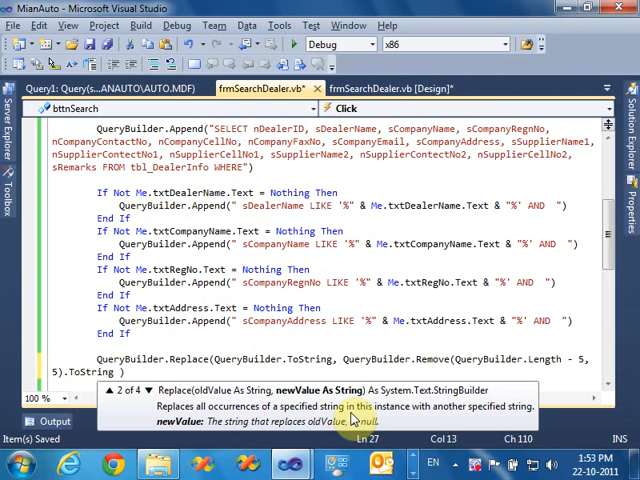 MianAuto - Microsoft Visual Studio
File Edit View Project Build Debug Team Data Tools Test Window Help
Debug x86
Query1: Query(s...ANAUTO\AUTO.MDF) frmSearchDealer.vb* frmSearchDealer.vb [Design]*
bttnSearch Click
QueryBuilder.Append("SELECT nDealerID, sDealerName, sCompanyName, sCompanyRegnNo,
nCompanyContactNo, nCompanyCellNo, nCompanyFaxNo, sCompanyEmail, sCompanyAddress, sSupplierName1,
nSupplierContectNo1, nSupplierCellNo1, sSupplierName2, nSupplierContectNo2, nSupplierCellNo2,
sRemarks FROM tbl_DealerInfo WHERE")
If Not Me.txtDealerName.Text = Nothing Then
QueryBuilder.Append(" sDealerName LIKE '%" & Me.txtDealerName.Text & "%' AND  ")
End If
If Not Me.txtCompanyName.Text = Nothing Then
QueryBuilder.Append(" sCompanyName LIKE '%" & Me.txtCompanyName.Text & "%' AND  ")
End If
If Not Me.txtRegNo.Text = Nothing Then
QueryBuilder.Append(" sCompanyRegnNo LIKE '%" & Me.txtRegNo.Text & "%' AND  ")
End If
If Not Me.txtAddress.Text = Nothing Then
QueryBuilder.Append(" sCompanyAddress LIKE '%" & Me.txtAddress.Text & "%' AND  ")
End If
QueryBuilder.Replace(QueryBuilder.ToString, QueryBuilder.Remove(QueryBuilder.Length - 5,
5).ToString )
2 of 4 Replace(oldValue As String, newValue As String) As System.Text.StringBuilder
Replaces all occurrences of a specified string in this instance with another specified string.
newValue: The string that replaces oldValue, null.
100 %
Output
Item(s) Saved Ln 27 Col 113 Ch 110
EN 1:53 PM
22-10-2011
Server Explorer
Toolbox
Solution Explorer
Properties